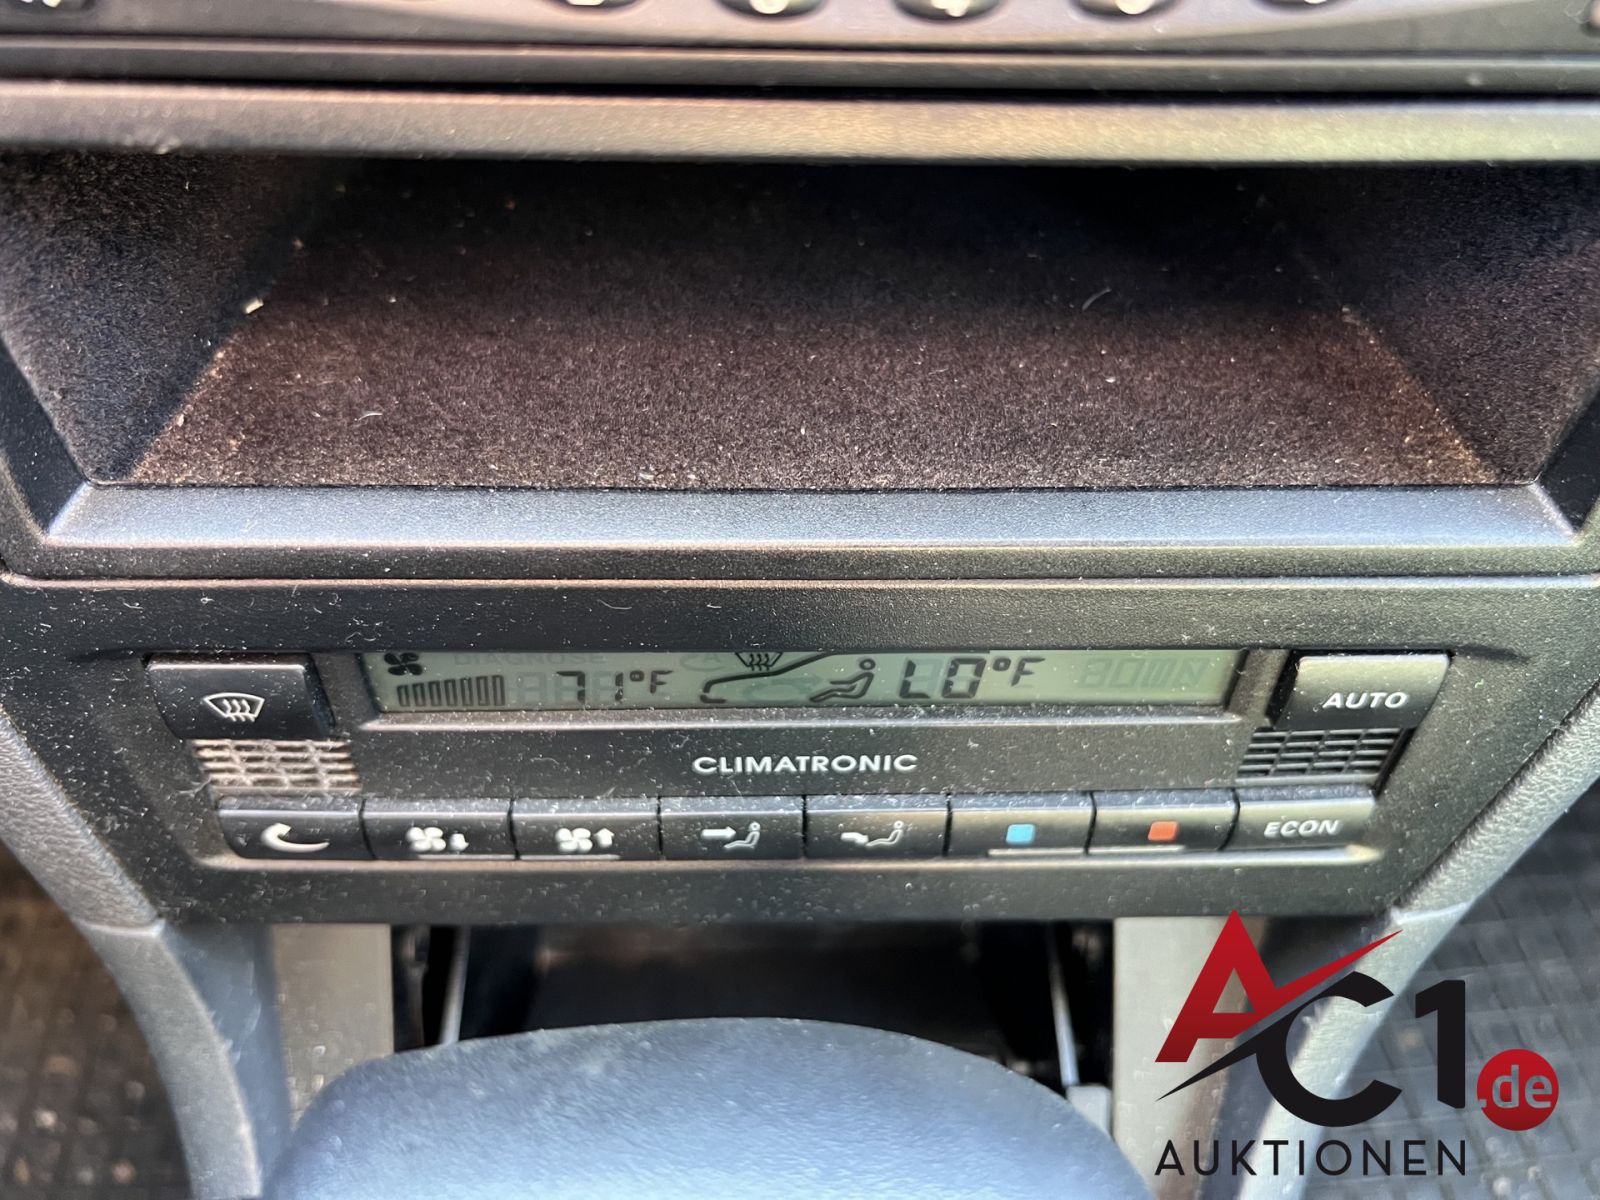 71°F LO°F
AUTO
CLIMATRONIC
ECON
AC1.de
AUKTIONEN